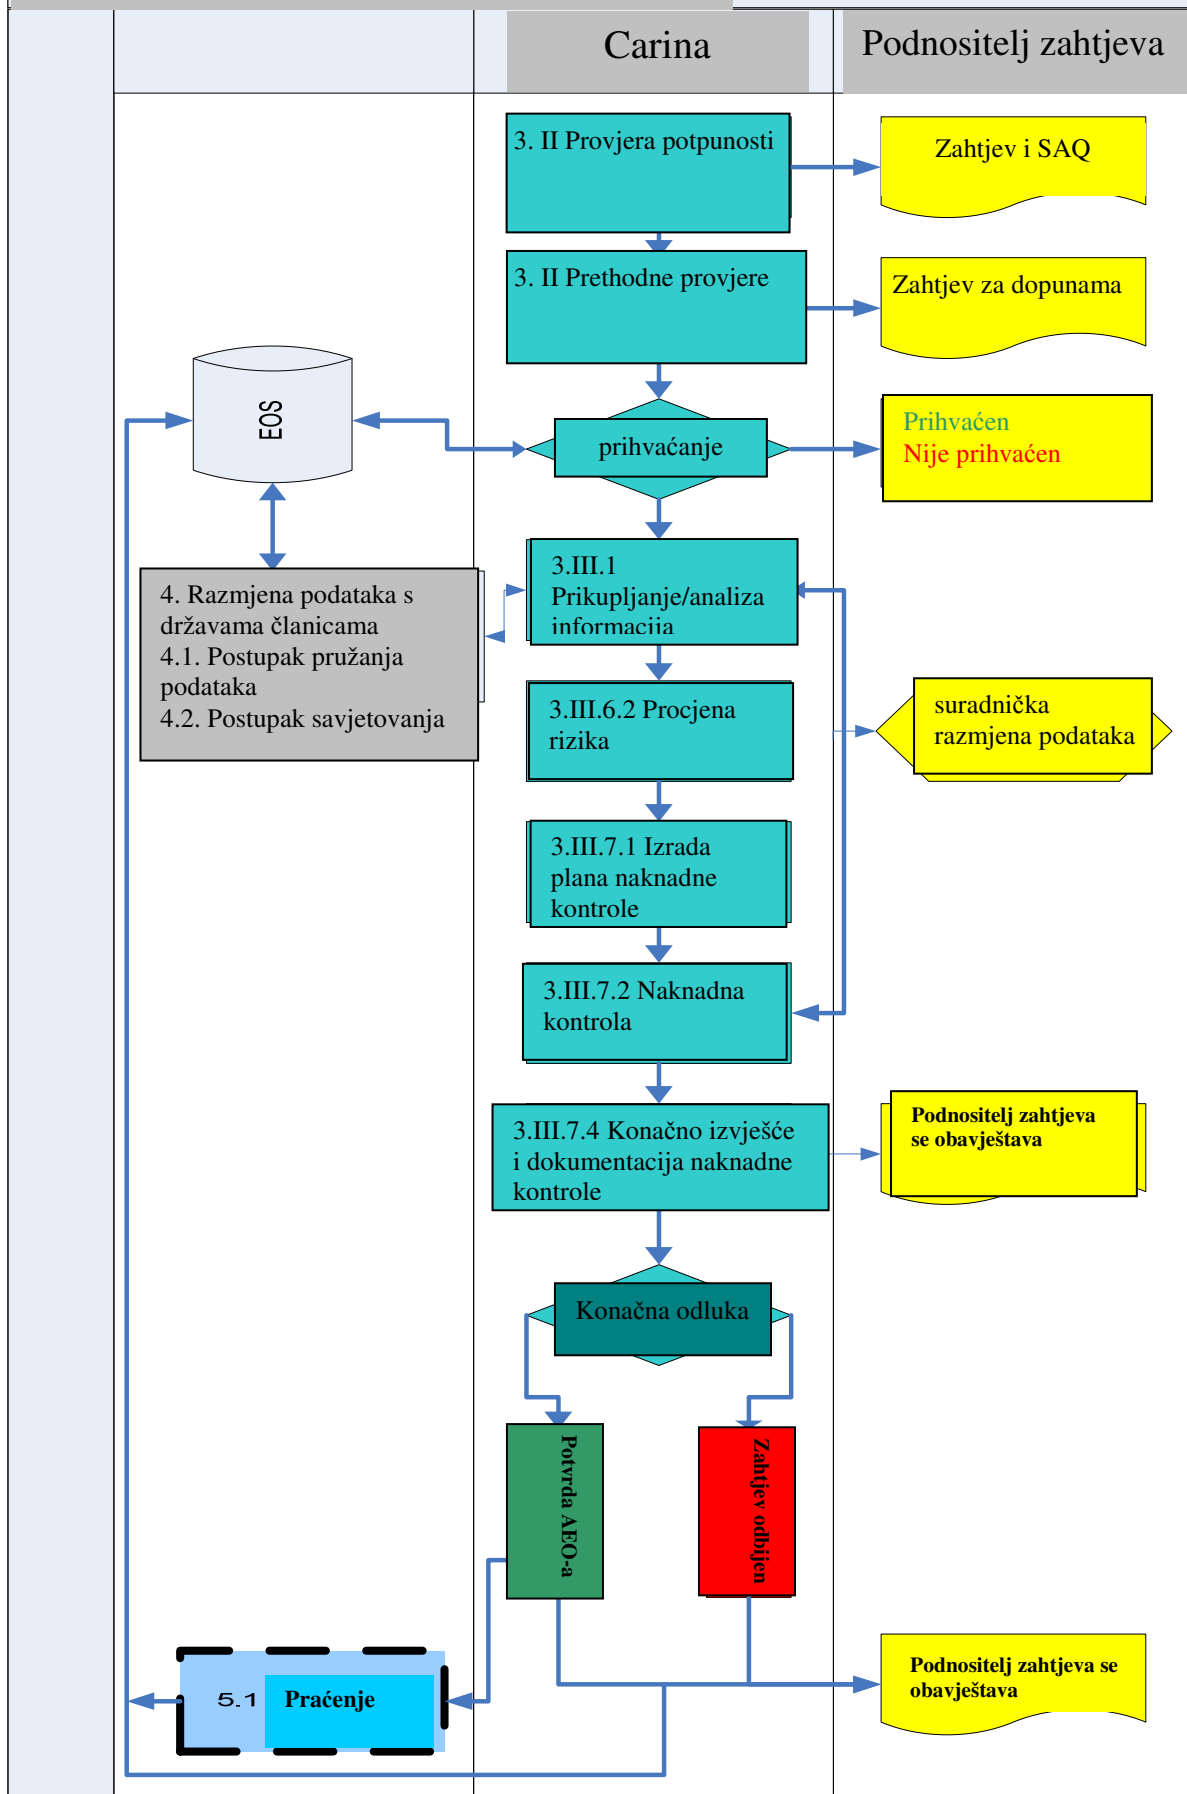 Carina
Podnositelj zahtjeva
3. II Provjera potpunosti
Zahtjev i SAQ
3. II Prethodne provjere
Zahtjev za dopunama
EOS
prihvaćanje
Prihvaćen
Nije prihvaćen
3.III.1
Prikupljanje/analiza
informacija
4. Razmjena podataka s
državama članicama
4.1. Postupak pružanja
podataka
4.2. Postupak savjetovanja
3.III.6.2 Procjena
rizika
suradnička
razmjena podataka
3.III.7.1 Izrada
plana naknadne
kontrole
3.III.7.2 Naknadna
kontrola
3.III.7.4 Konačno izvješće
i dokumentacija naknadne
kontrole
Podnositelj zahtjeva
se obavještava
Konačna odluka
Potvrda AEO-a
Zahtjev odbijen
5.1 Praćenje
Podnositelj zahtjeva se
obavještava